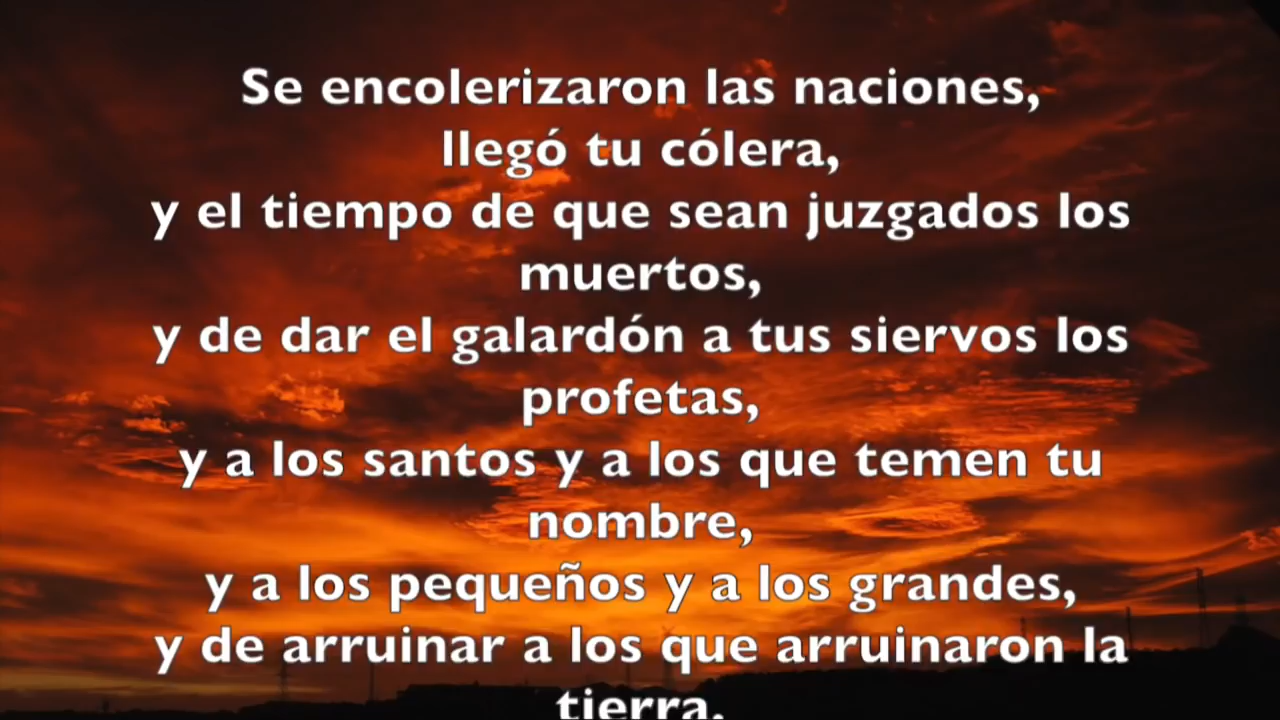 Se encolerizaron las naciones,
llegó tu cólera,
y el tiempo de que sean juzgados los
muertos,
y de dar el galardón a tus siervos los
profetas,
y a los santos y a los que temen tu
nombre,
y a los pequeños y a los grandes,
y de arruinar a los que arruinaron la
tierra.